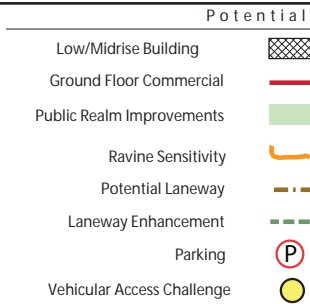 Potential
Low/Midrise Building
Ground Floor Commercial
Public Realm Improvements
Ravine Sensitivity
Potential Laneway
Laneway Enhancement
Parking P
Vehicular Access Challenge